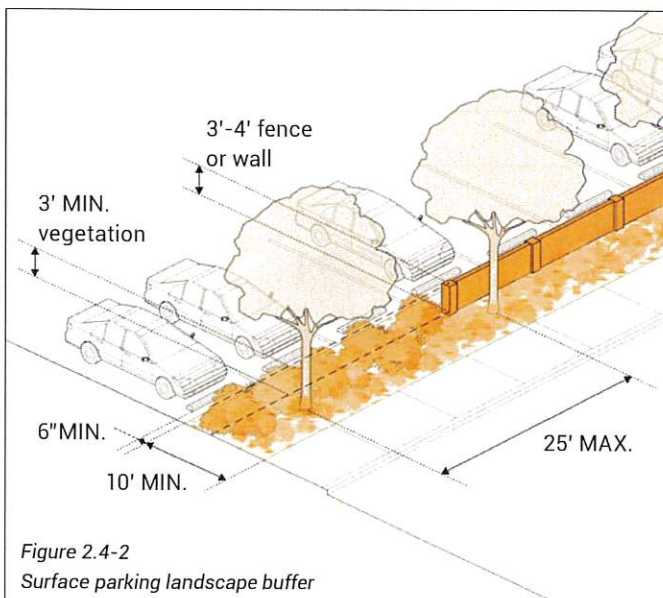 3'-4' fence
or wall
3' MIN.
vegetation
6"MIN.
10' MIN.
25' MAX.
Figure 2.4-2
Surface parking landscape buffer